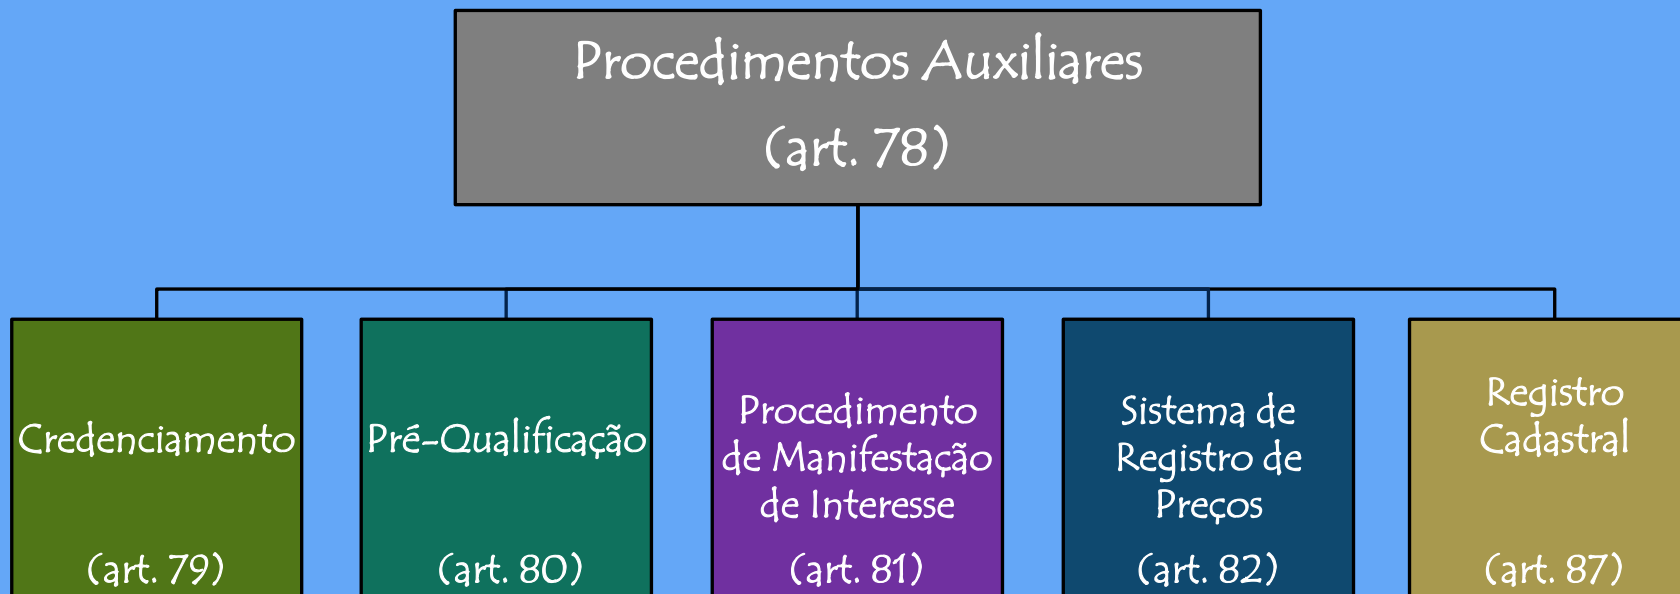 Procedimentos Auxiliares
(art. 78)
Credenciamento
(art. 79)
Pré-Qualificação
(art. 80)
Procedimento
de Manifestação
de Interesse
(art. 81)
Sistema de
Registro de
Preços
(art. 82)
Registro
Cadastral
(art. 87)